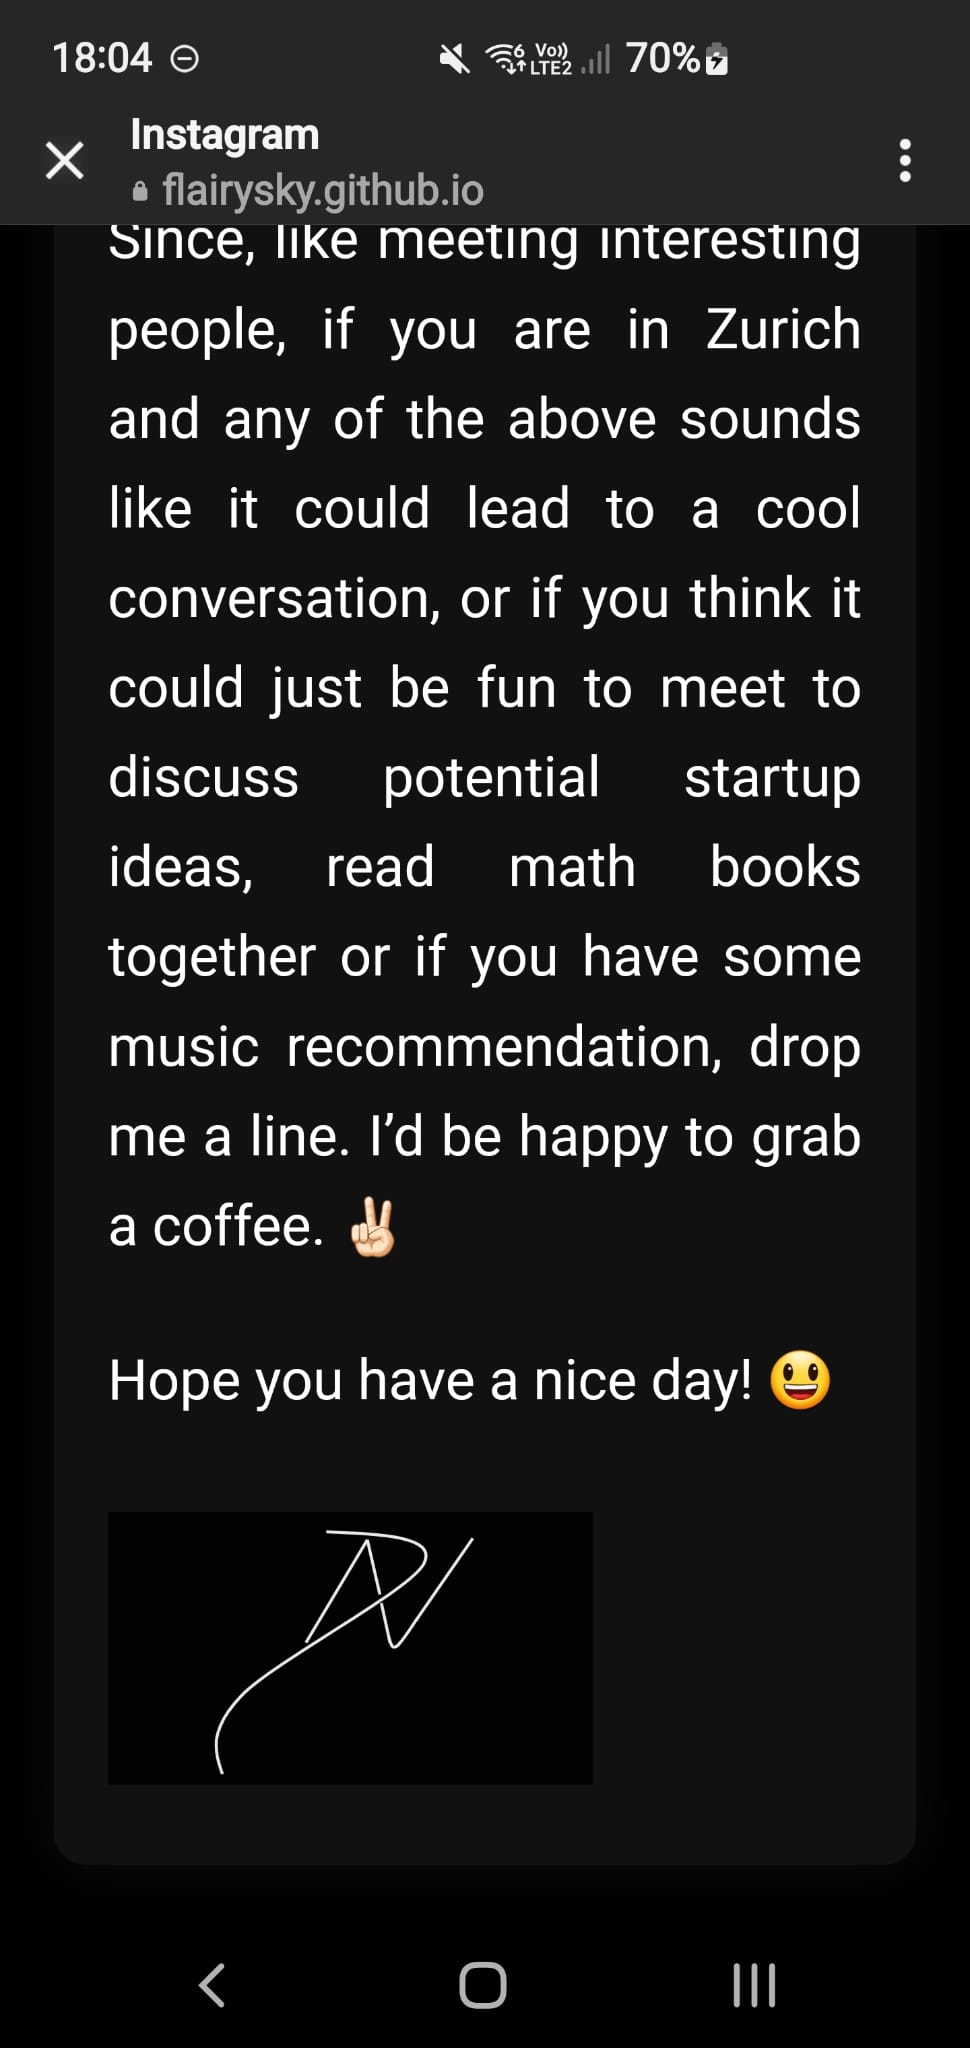 18:04
6 Vo)) LTE2 70%
Instagram
flairysky.github.io
Since, like meeting interesting
people, if you are in Zurich
and any of the above sounds
like it could lead to a cool
conversation, or if you think it
could just be fun to meet to
discuss potential startup
ideas, read math books
together or if you have some
music recommendation, drop
me a line. I’d be happy to grab
a coffee. ✌🏻
Hope you have a nice day! 😃